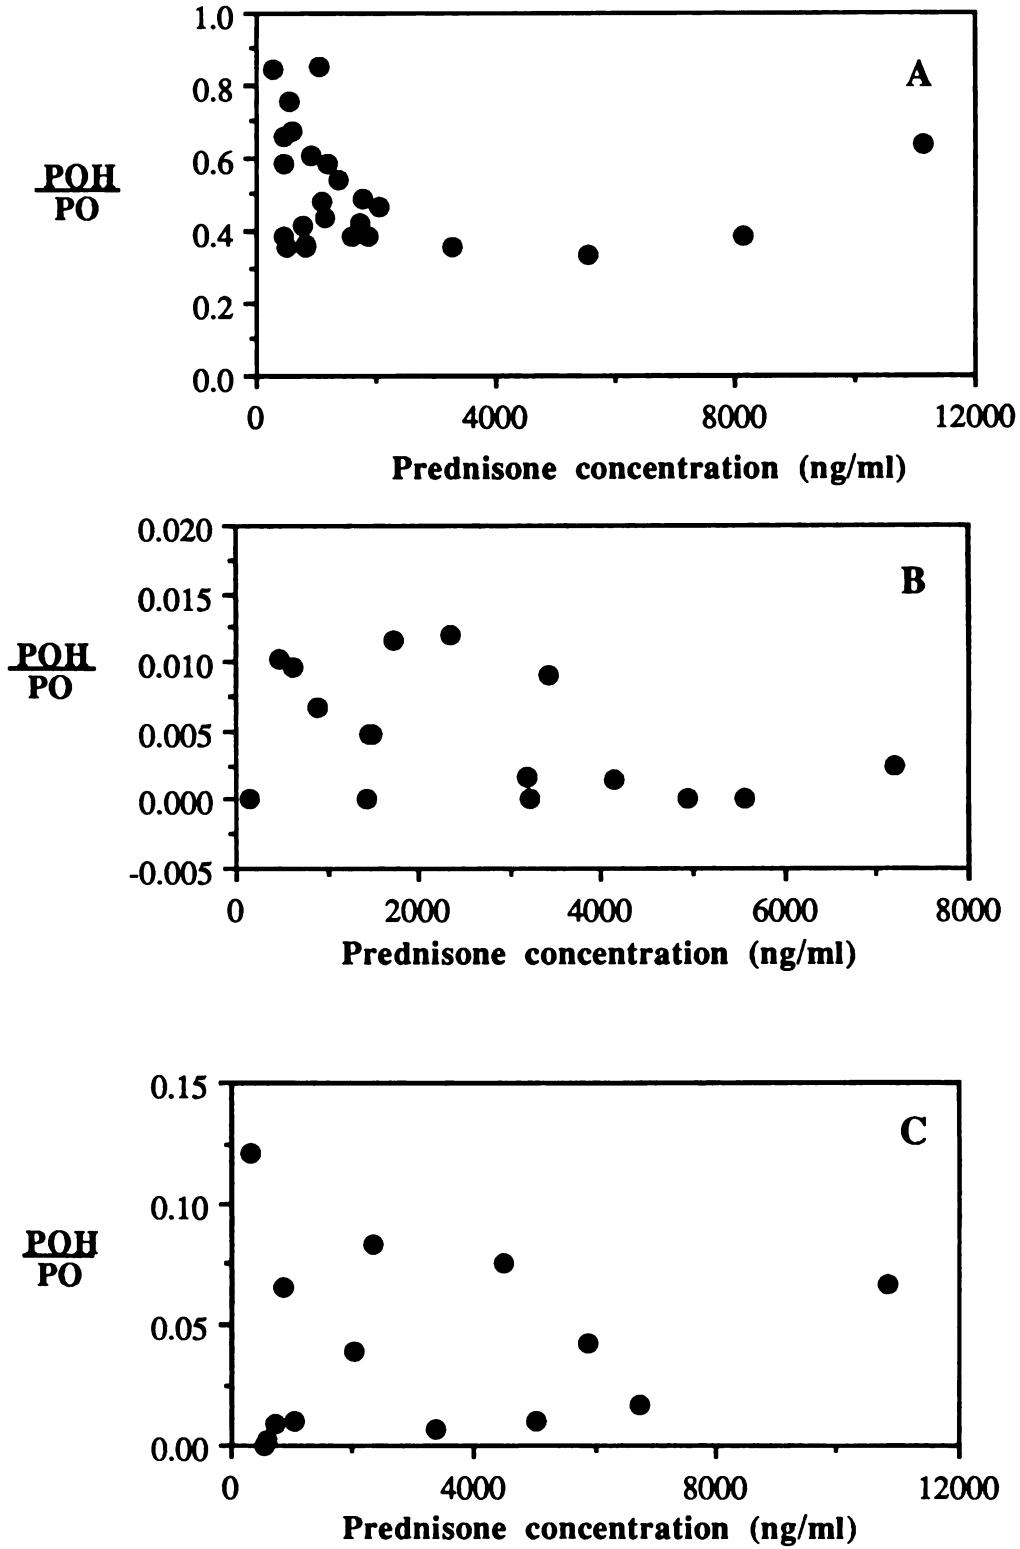 1.0
A
0.8
0.6
POH
PO
0.4
0.2
0.0
0 4000 8000 12000
Prednisone concentration (ng/ml)
0.020
B
0.015
0.010
POH
PO
0.005
0.000
-0.005
0 2000 4000 6000 8000
Prednisone concentration (ng/ml)
0.15
C
0.10
POH
PO
0.05
0.00
0 4000 8000 12000
Prednisone concentration (ng/ml)